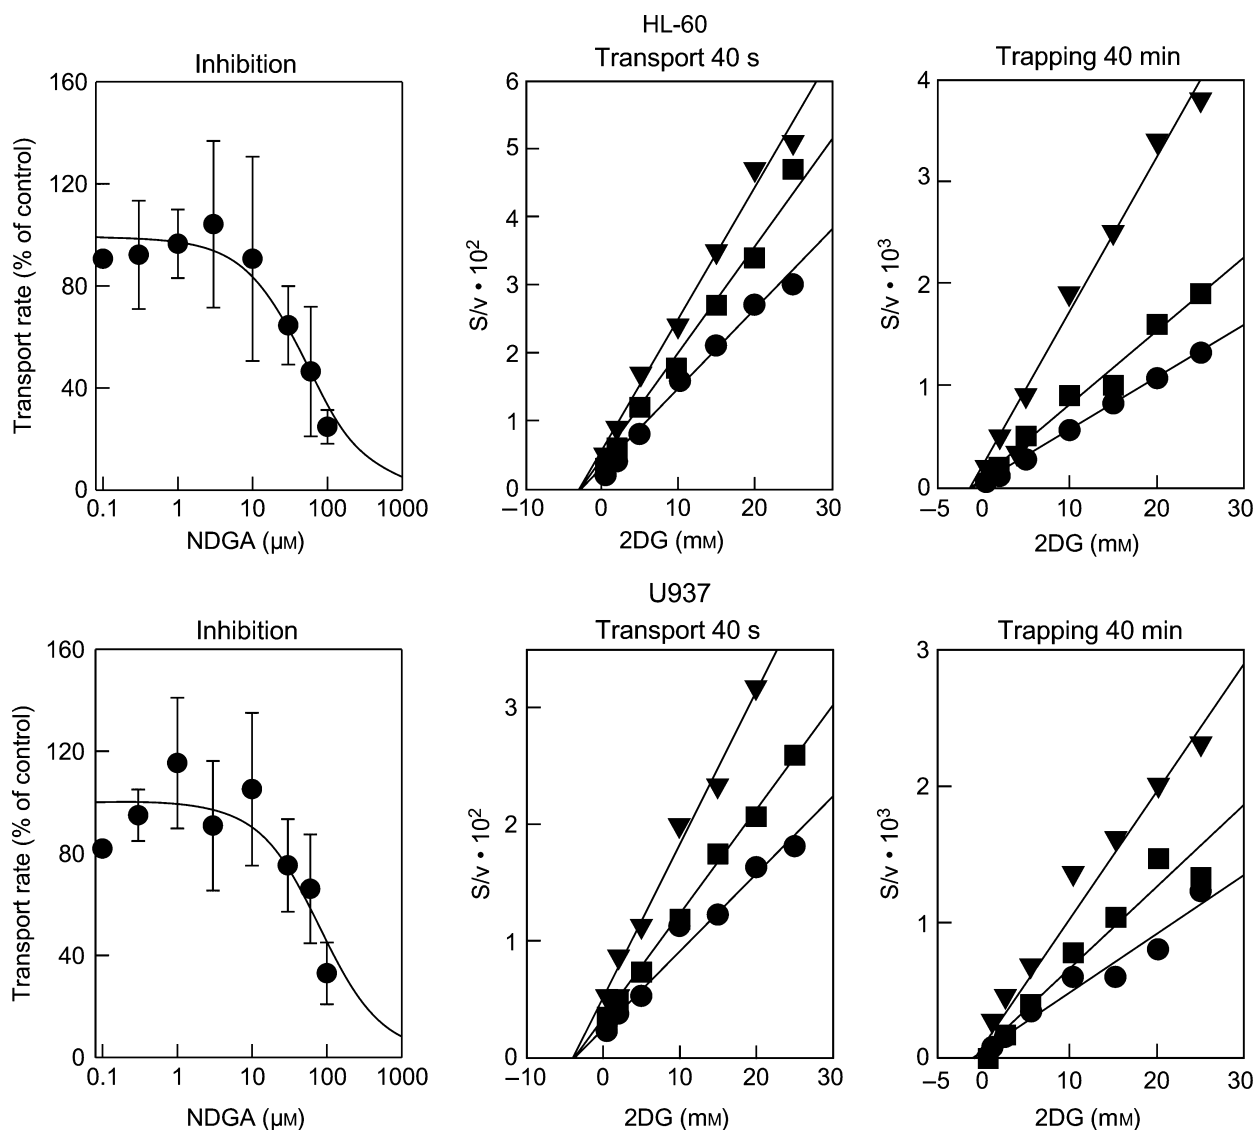 HL-60
Inhibition
Transport 40 s
Trapping 40 min
Transport rate (% of control)
160
120
80
40
0
0.1 1 10 100 1000
NDGA (µM)
S/v • 10²
6
5
4
3
2
1
0
–10 0 10 20 30
2DG (mM)
S/v • 10³
4
3
2
1
0
–5 0 10 20 30
2DG (mM)
U937
Inhibition
Transport 40 s
Trapping 40 min
Transport rate (% of control)
160
120
80
40
0
0.1 1 10 100 1000
NDGA (µM)
S/v • 10²
3
2
1
0
–10 0 10 20 30
2DG (mM)
S/v • 10³
3
2
1
0
–5 0 10 20 30
2DG (mM)